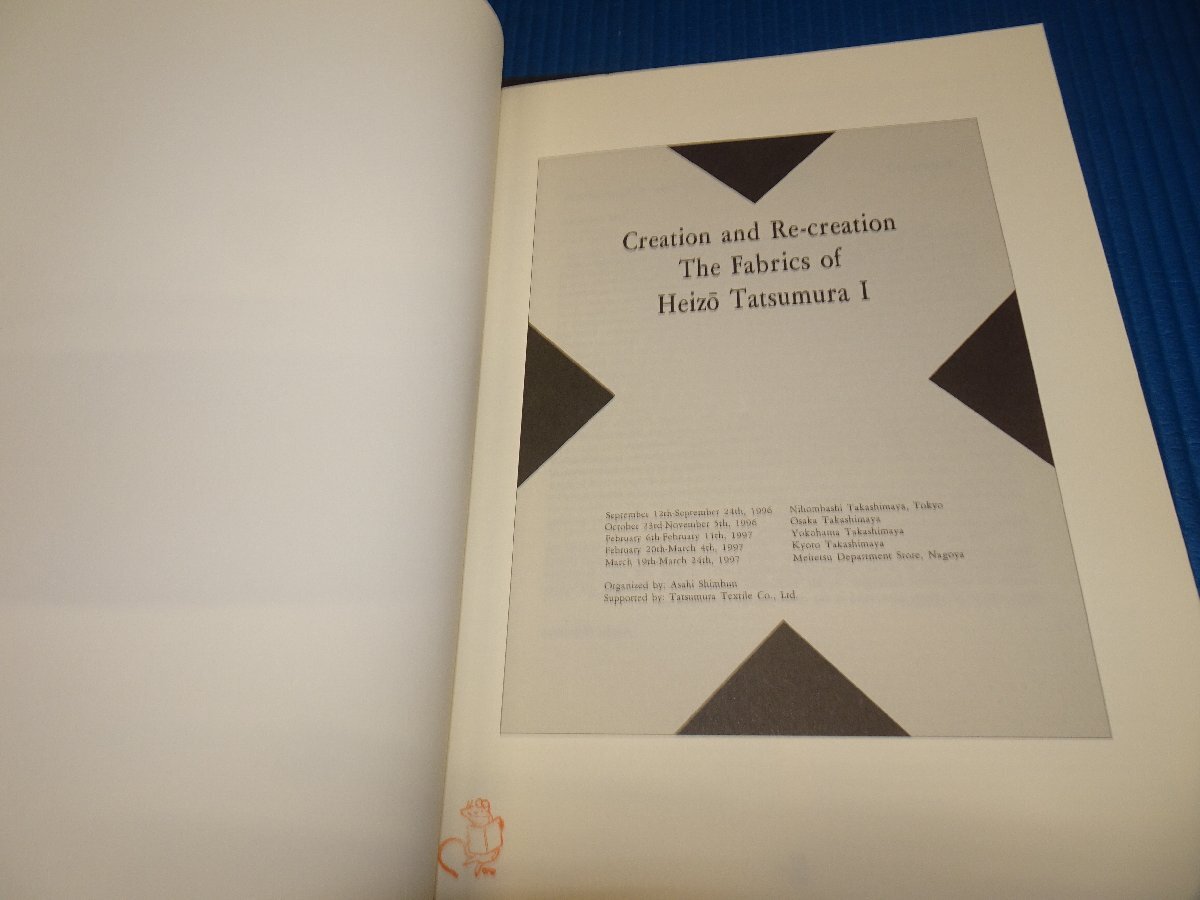 Creation and Re-creation
The Fabrics of
Heizō Tatsumura I
September 12th-September 24th, 1996 Nihombashi Takashimaya, Tokyo
October 23rd-November 5th, 1996 Osaka Takashimaya
February 6th-February 11th, 1997 Yokohama Takashimaya
February 20th-March 4th, 1997 Kyoto Takashimaya
March 19th-March 24th, 1997 Meitetsu Department Store, Nagoya
Organized by: Asahi Shimbun
Supported by: Tatsumura Textile Co., Ltd.